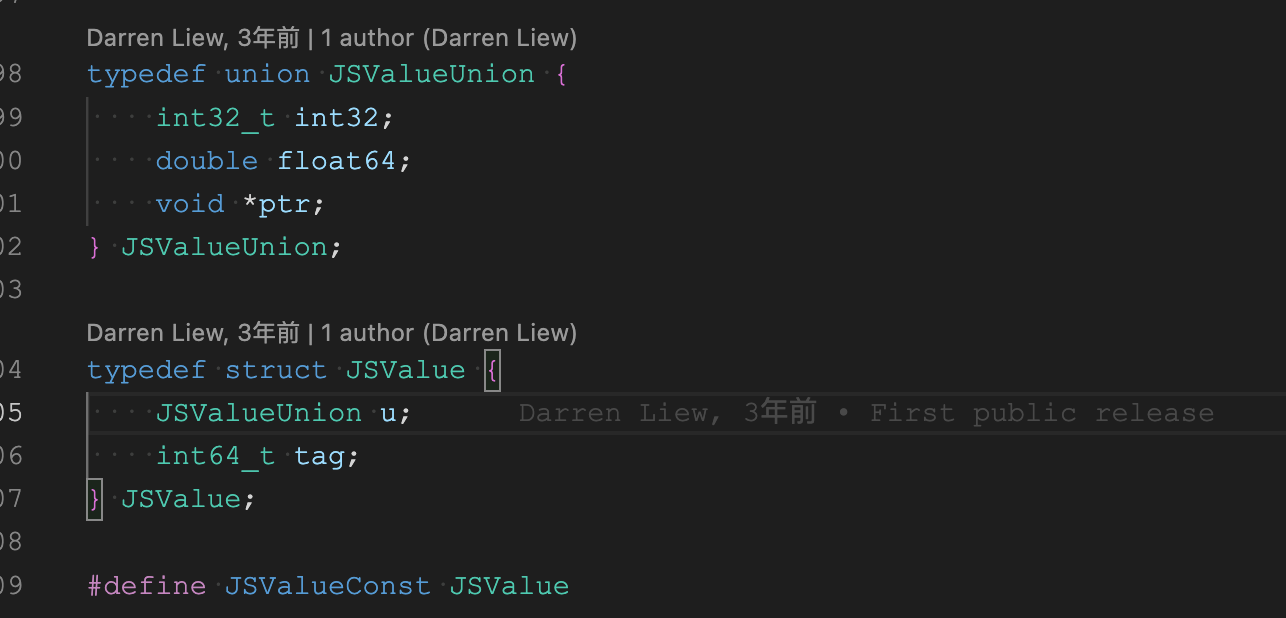 Darren Liew, 3年前 | 1 author (Darren Liew)
98 typedef union JSValueUnion {
99     int32_t int32;
00     double float64;
01     void *ptr;
02 } JSValueUnion;
03
Darren Liew, 3年前 | 1 author (Darren Liew)
04 typedef struct JSValue {
05     JSValueUnion u; Darren Liew, 3年前 • First public release
06     int64_t tag;
07 } JSValue;
08
09 #define JSValueConst JSValue